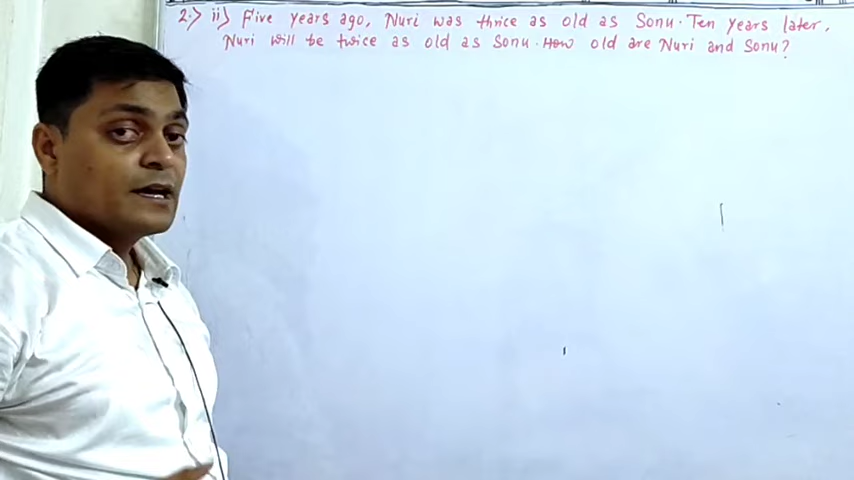 2.> ii) Five years ago, Nuri was thrice as old as Sonu. Ten years later,
Nuri will be twice as old as Sonu. How old are Nuri and Sonu?